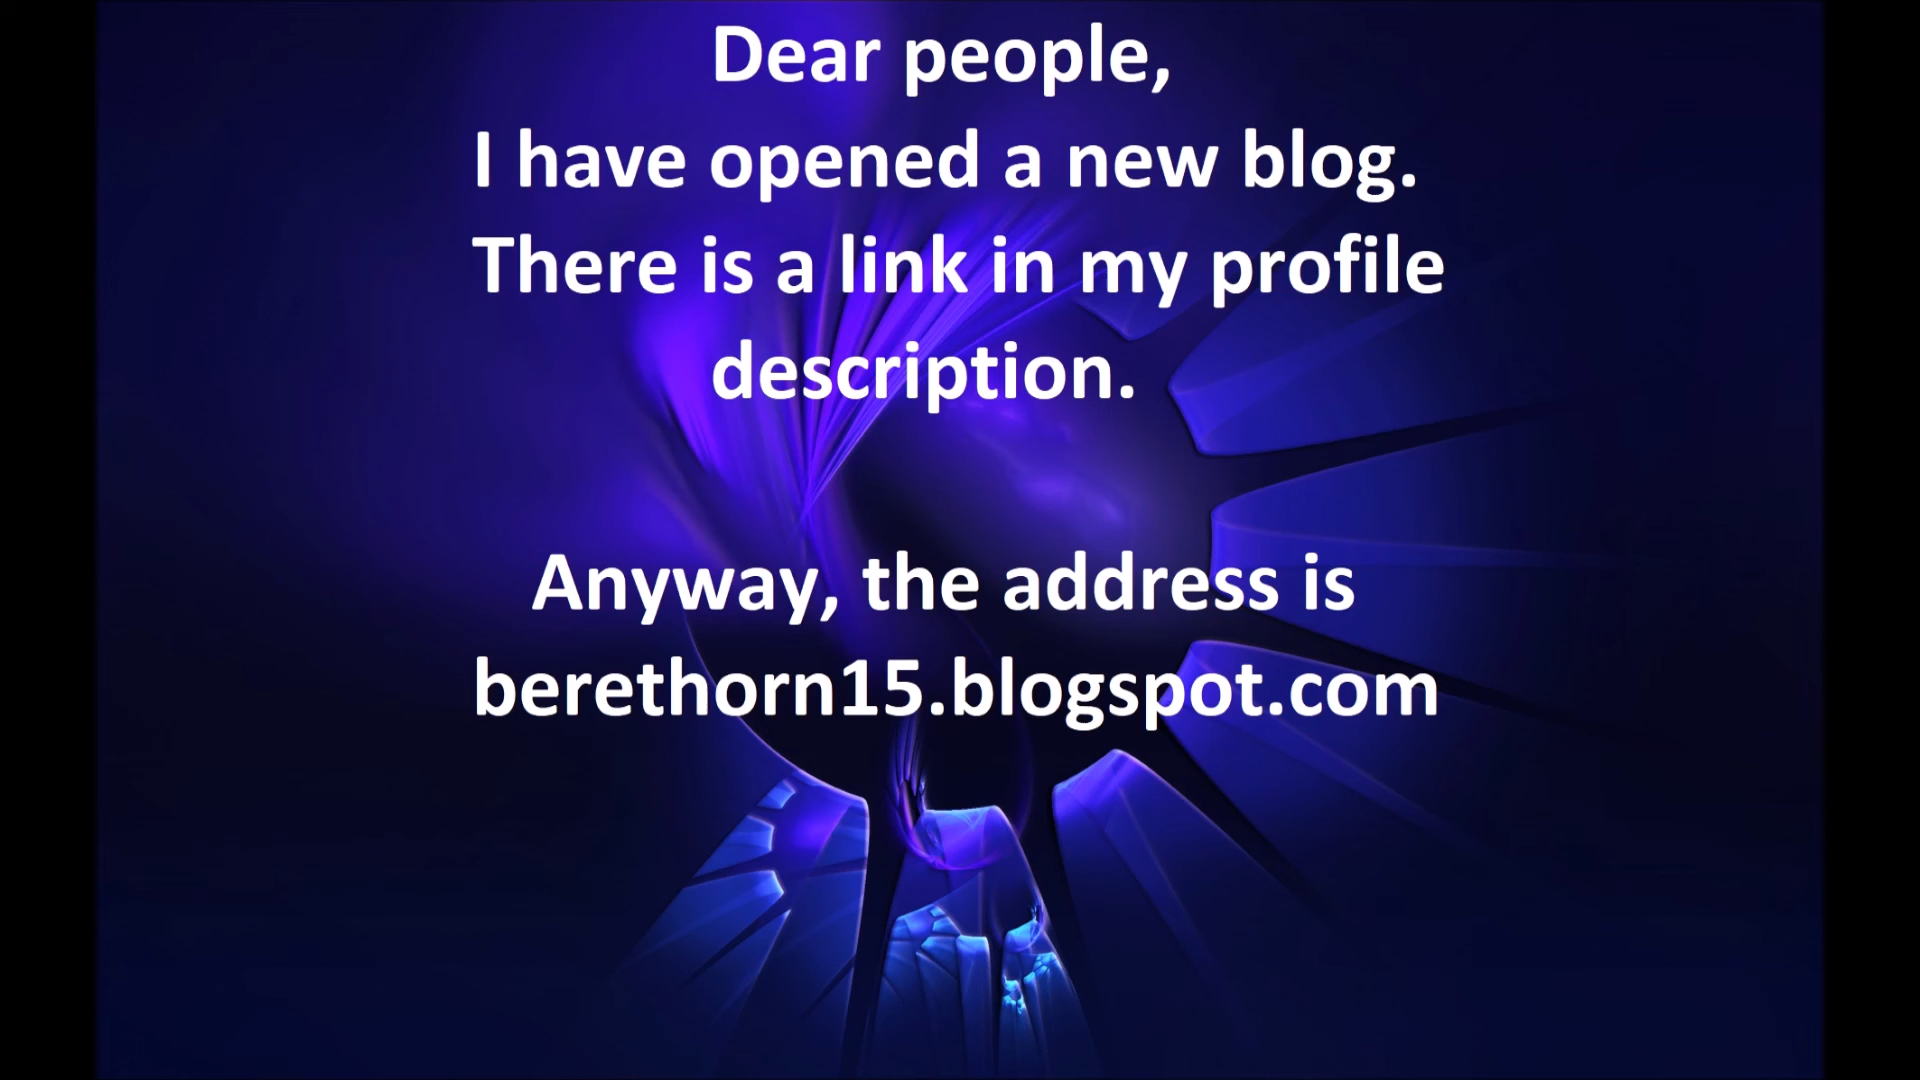 Dear people,
I have opened a new blog.
There is a link in my profile
description.
Anyway, the address is
berethorn15.blogspot.com